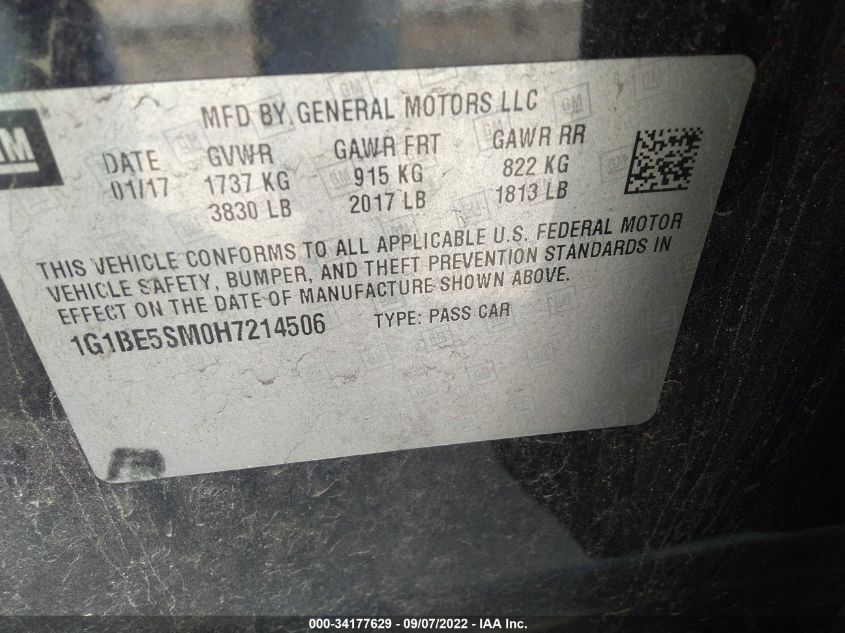 GM
MFD BY GENERAL MOTORS LLC
DATE GVWR GAWR FRT GAWR RR
01/17 1737 KG 915 KG 822 KG
3830 LB 2017 LB 1813 LB
THIS VEHICLE CONFORMS TO ALL APPLICABLE U.S. FEDERAL MOTOR
VEHICLE SAFETY, BUMPER, AND THEFT PREVENTION STANDARDS IN
EFFECT ON THE DATE OF MANUFACTURE SHOWN ABOVE.
1G1BE5SM0H7214506 TYPE: PASS CAR
000-34177629 - 09/07/2022 - IAA Inc.